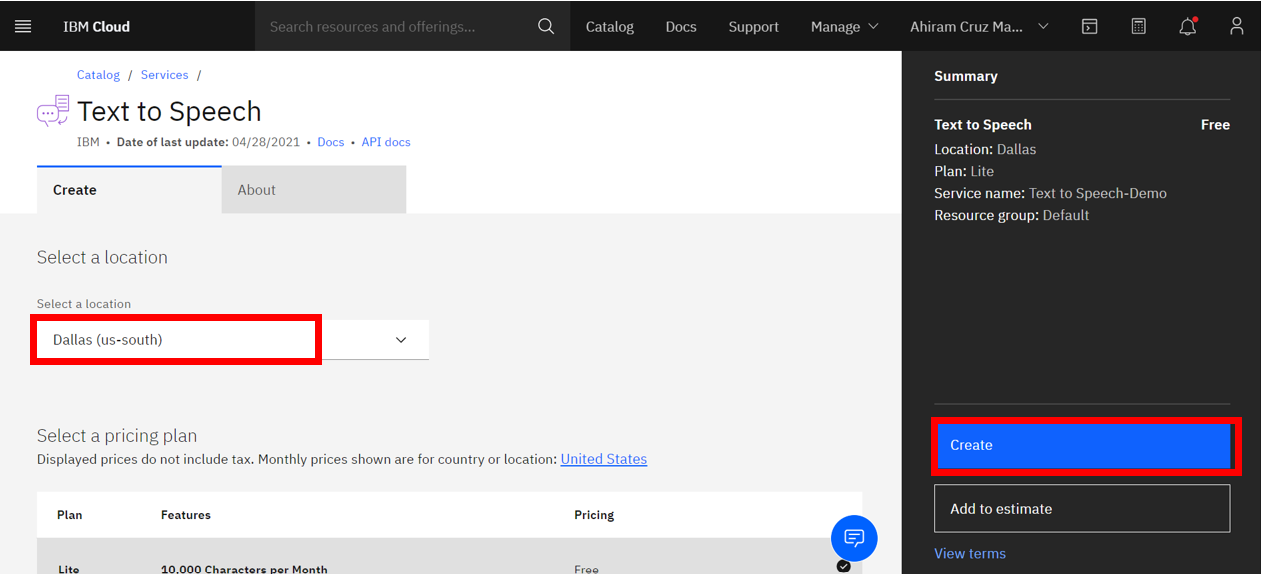 IBM Cloud
Search resources and offerings...
Catalog
Docs
Support
Manage
Ahiram Cruz Ma...
Catalog / Services /
Text to Speech
IBM • Date of last update: 04/28/2021 • Docs • API docs
Create
About
Select a location
Select a location
Dallas (us-south)
Select a pricing plan
Displayed prices do not include tax. Monthly prices shown are for country or location: United States
Plan Features Pricing
Lite 10,000 Characters per Month Free
Summary
Text to Speech Free
Location: Dallas
Plan: Lite
Service name: Text to Speech-Demo
Resource group: Default
Create
Add to estimate
View terms